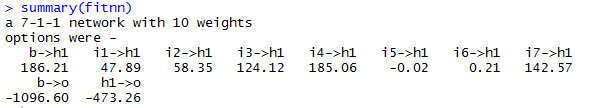 > summary(fitnn)
a 7-1-1 network with 10 weights
options were -
b->h1 i1->h1 i2->h1 i3->h1 i4->h1 i5->h1 i6->h1 i7->h1
186.21 47.89 58.35 124.12 185.06 -0.02 0.21 142.57
b->o h1->o
-1096.60 -473.26